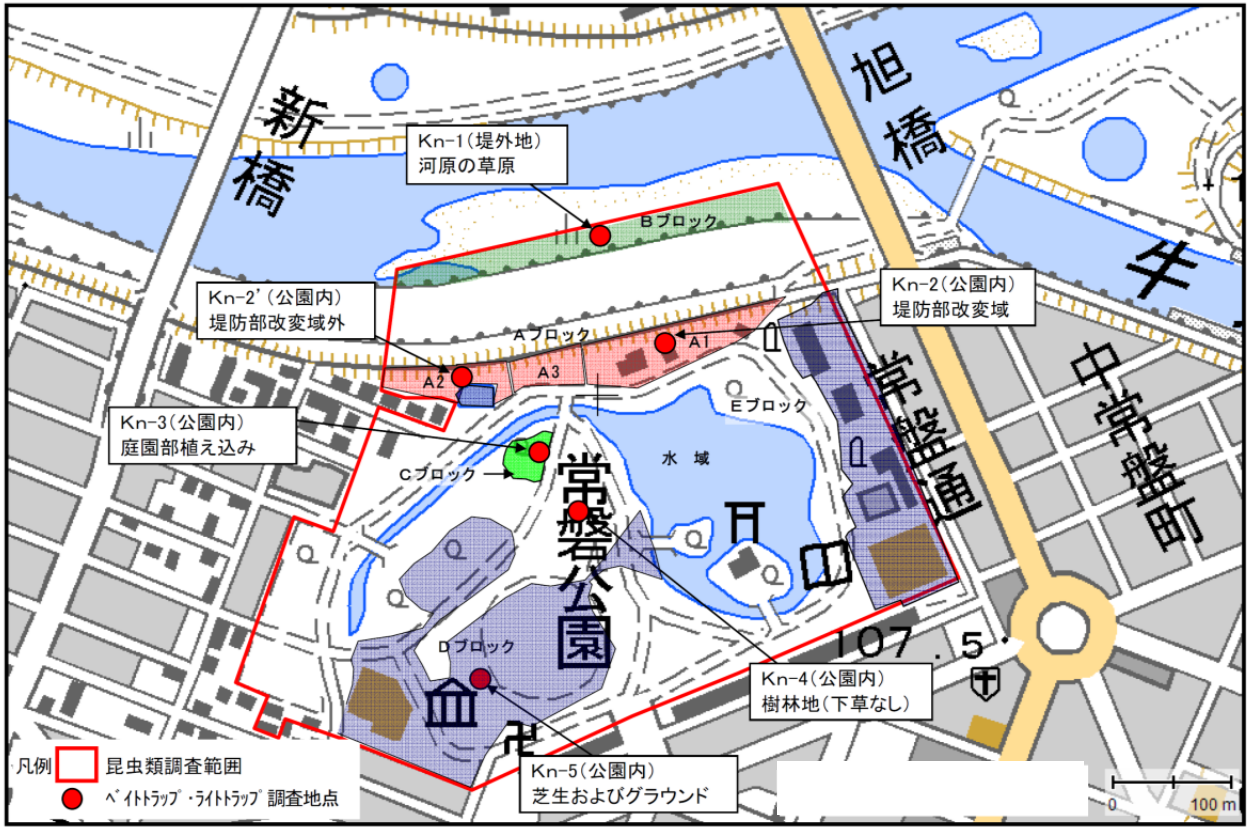 新橋
旭橋
牛
Kn-1(堤外地)
河原の草原
Bブロック
Kn-2'(公園内)
堤防部改変域外
Kn-2(公園内)
堤防部改変域
Aブロック
A1
A2
A3
Kn-3(公園内)
庭園部植え込み
Eブロック
Cブロック
水 域
常盤通
中常盤町
常磐公園
Dブロック
107.5
Kn-4(公園内)
樹林地(下草なし)
Kn-5(公園内)
芝生およびグラウンド
凡例
昆虫類調査範囲
ベイトトラップ・ライトトラップ調査地点
0 100 m